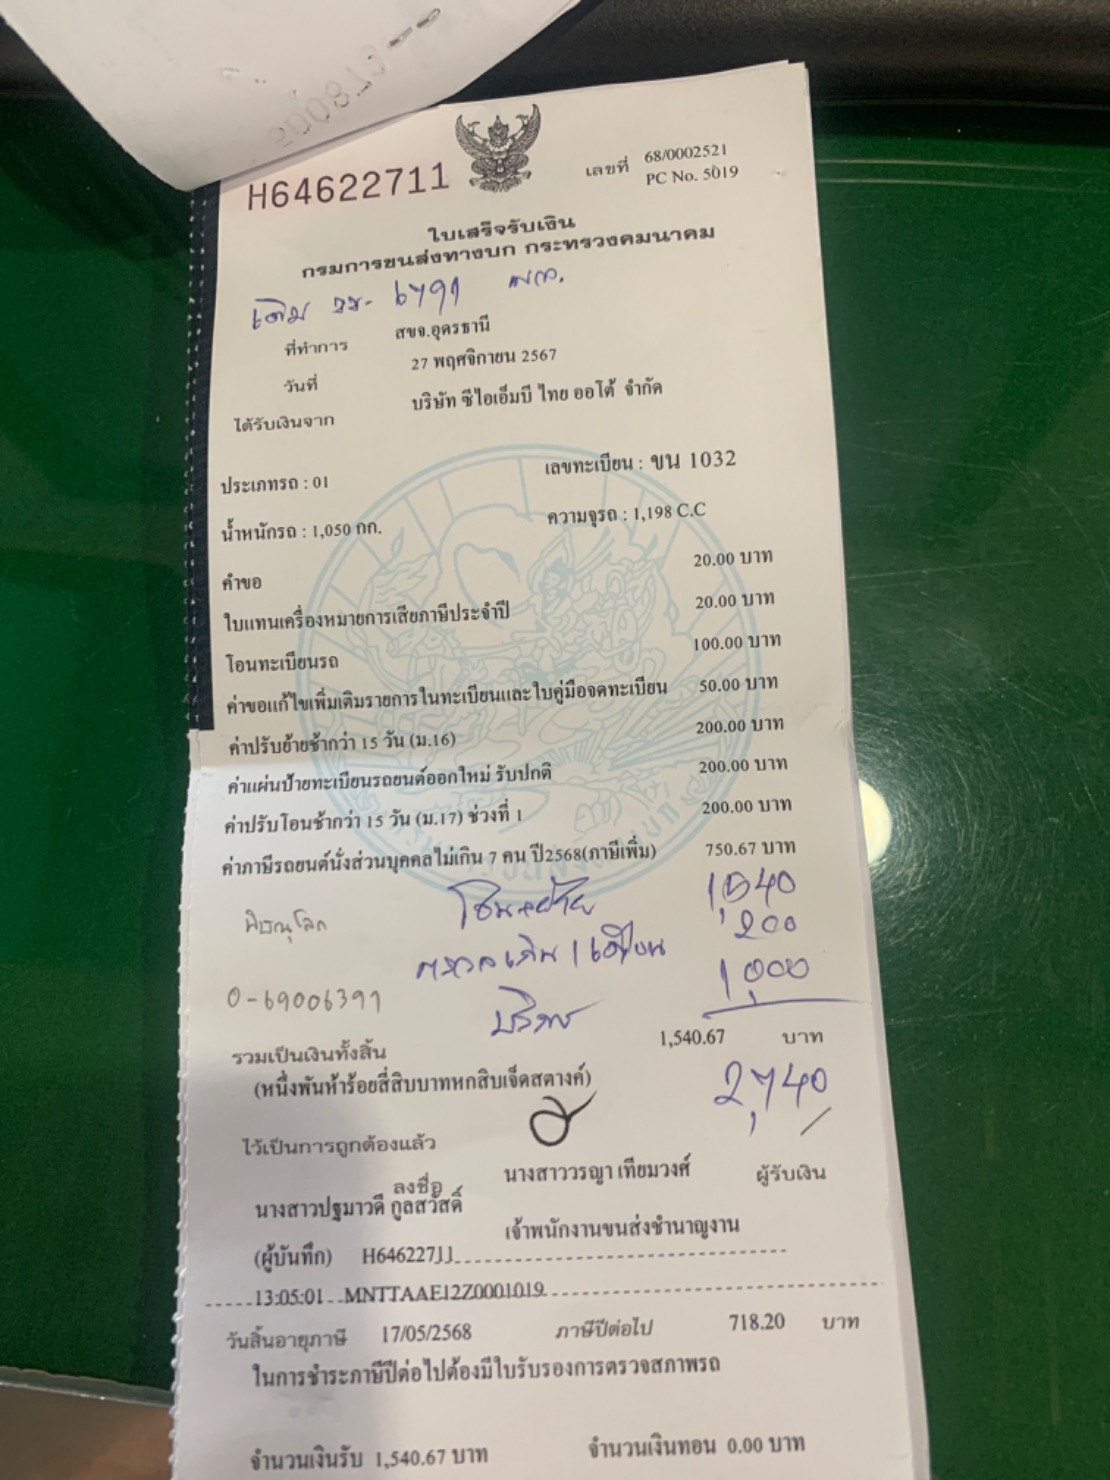 H64622711
เลขที่ 68/0002521
PC No. 5019
ใบเสร็จรับเงิน
กรมการขนส่งทางบก กระทรวงคมนาคม
เดิม
ที่ทำการ สขจ.อุดรธานี
วันที่ 27 พฤศจิกายน 2567
ได้รับเงินจาก บริษัท ซีไอเอ็มบี ไทย ออโต้ จำกัด
ประเภทรถ : 01 เลขทะเบียน : ขน 1032
น้ำหนักรถ : 1,050 กก. ความจุรถ : 1,198 C.C
คำขอ 20.00 บาท
ใบแทนเครื่องหมายการเสียภาษีประจำปี 20.00 บาท
โอนทะเบียนรถ 100.00 บาท
ค่าขอแก้ไขเพิ่มเติมรายการในทะเบียนและใบคู่มือจดทะเบียน 50.00 บาท
ค่าปรับย้ายช้ากว่า 15 วัน (ม.16) 200.00 บาท
ค่าแผ่นป้ายทะเบียนรถยนต์ออกใหม่ รับปกติ 200.00 บาท
ค่าปรับโอนช้ากว่า 15 วัน (ม.17) ช่วงที่ 1 200.00 บาท
ค่าภาษีรถยนต์นั่งส่วนบุคคลไม่เกิน 7 คน ปี2568(ภาษีเพิ่ม) 750.67 บาท
พิษณุโลก 1,540
200
0-69006397 บริการ 1,000
รวมเป็นเงินทั้งสิ้น 1,540.67 บาท
(หนึ่งพันห้าร้อยสี่สิบบาทหกสิบเจ็ดสตางค์) 2,740
ไว้เป็นการถูกต้องแล้ว
ลงชื่อ นางสาววรญา เทียมวงศ์ ผู้รับเงิน
นางสาวปฐมาวดี กูลสวัสดิ์ เจ้าพนักงานขนส่งชำนาญงาน
(ผู้บันทึก) H64622711
13:05:01 MNTTAAE12Z0001019
วันสิ้นอายุภาษี 17/05/2568 ภาษีปีต่อไป 718.20 บาท
ในการชำระภาษีปีต่อไปต้องมีใบรับรองการตรวจสภาพรถ
จำนวนเงินรับ 1,540.67 บาท จำนวนเงินทอน 0.00 บาท